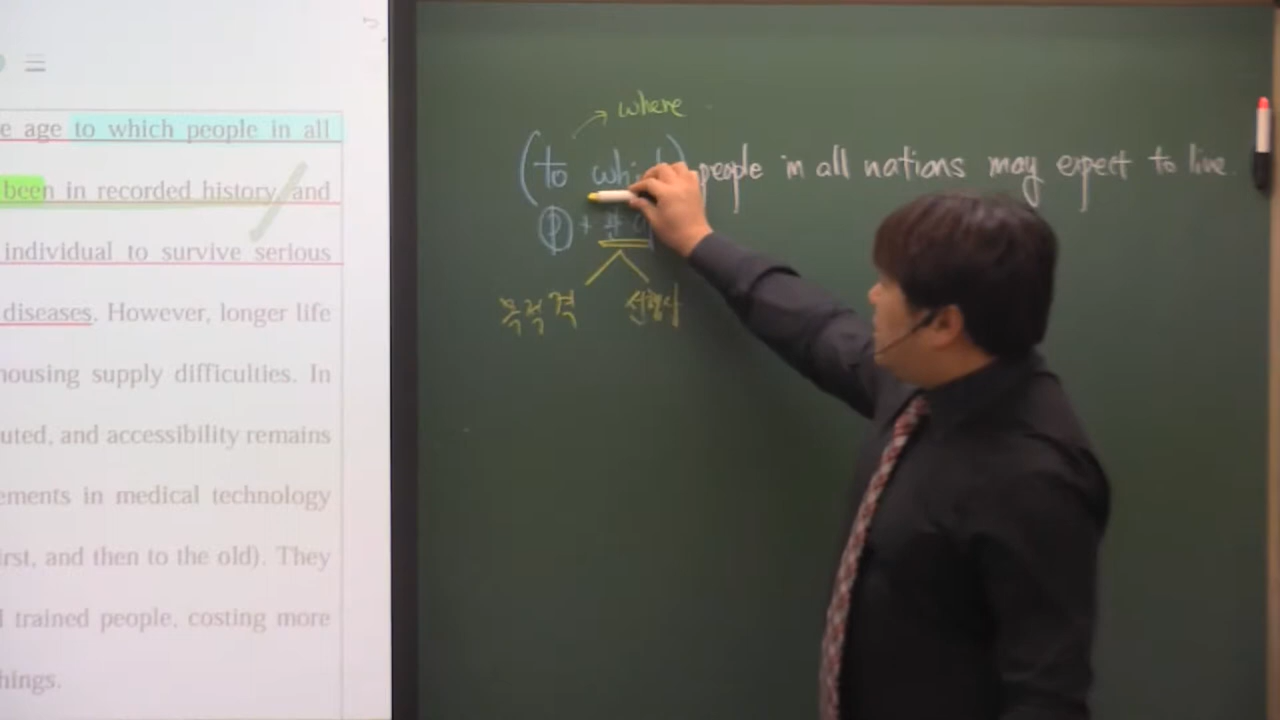 e age to which people in all
been in recorded history, and
individual to survive serious
diseases. However, longer life
housing supply difficulties. In
uted, and accessibility remains
ements in medical technology
irst, and then to the old). They
trained people, costing more
hings.
where
(to which) people in all nations may expect to live.
목적격 선행사